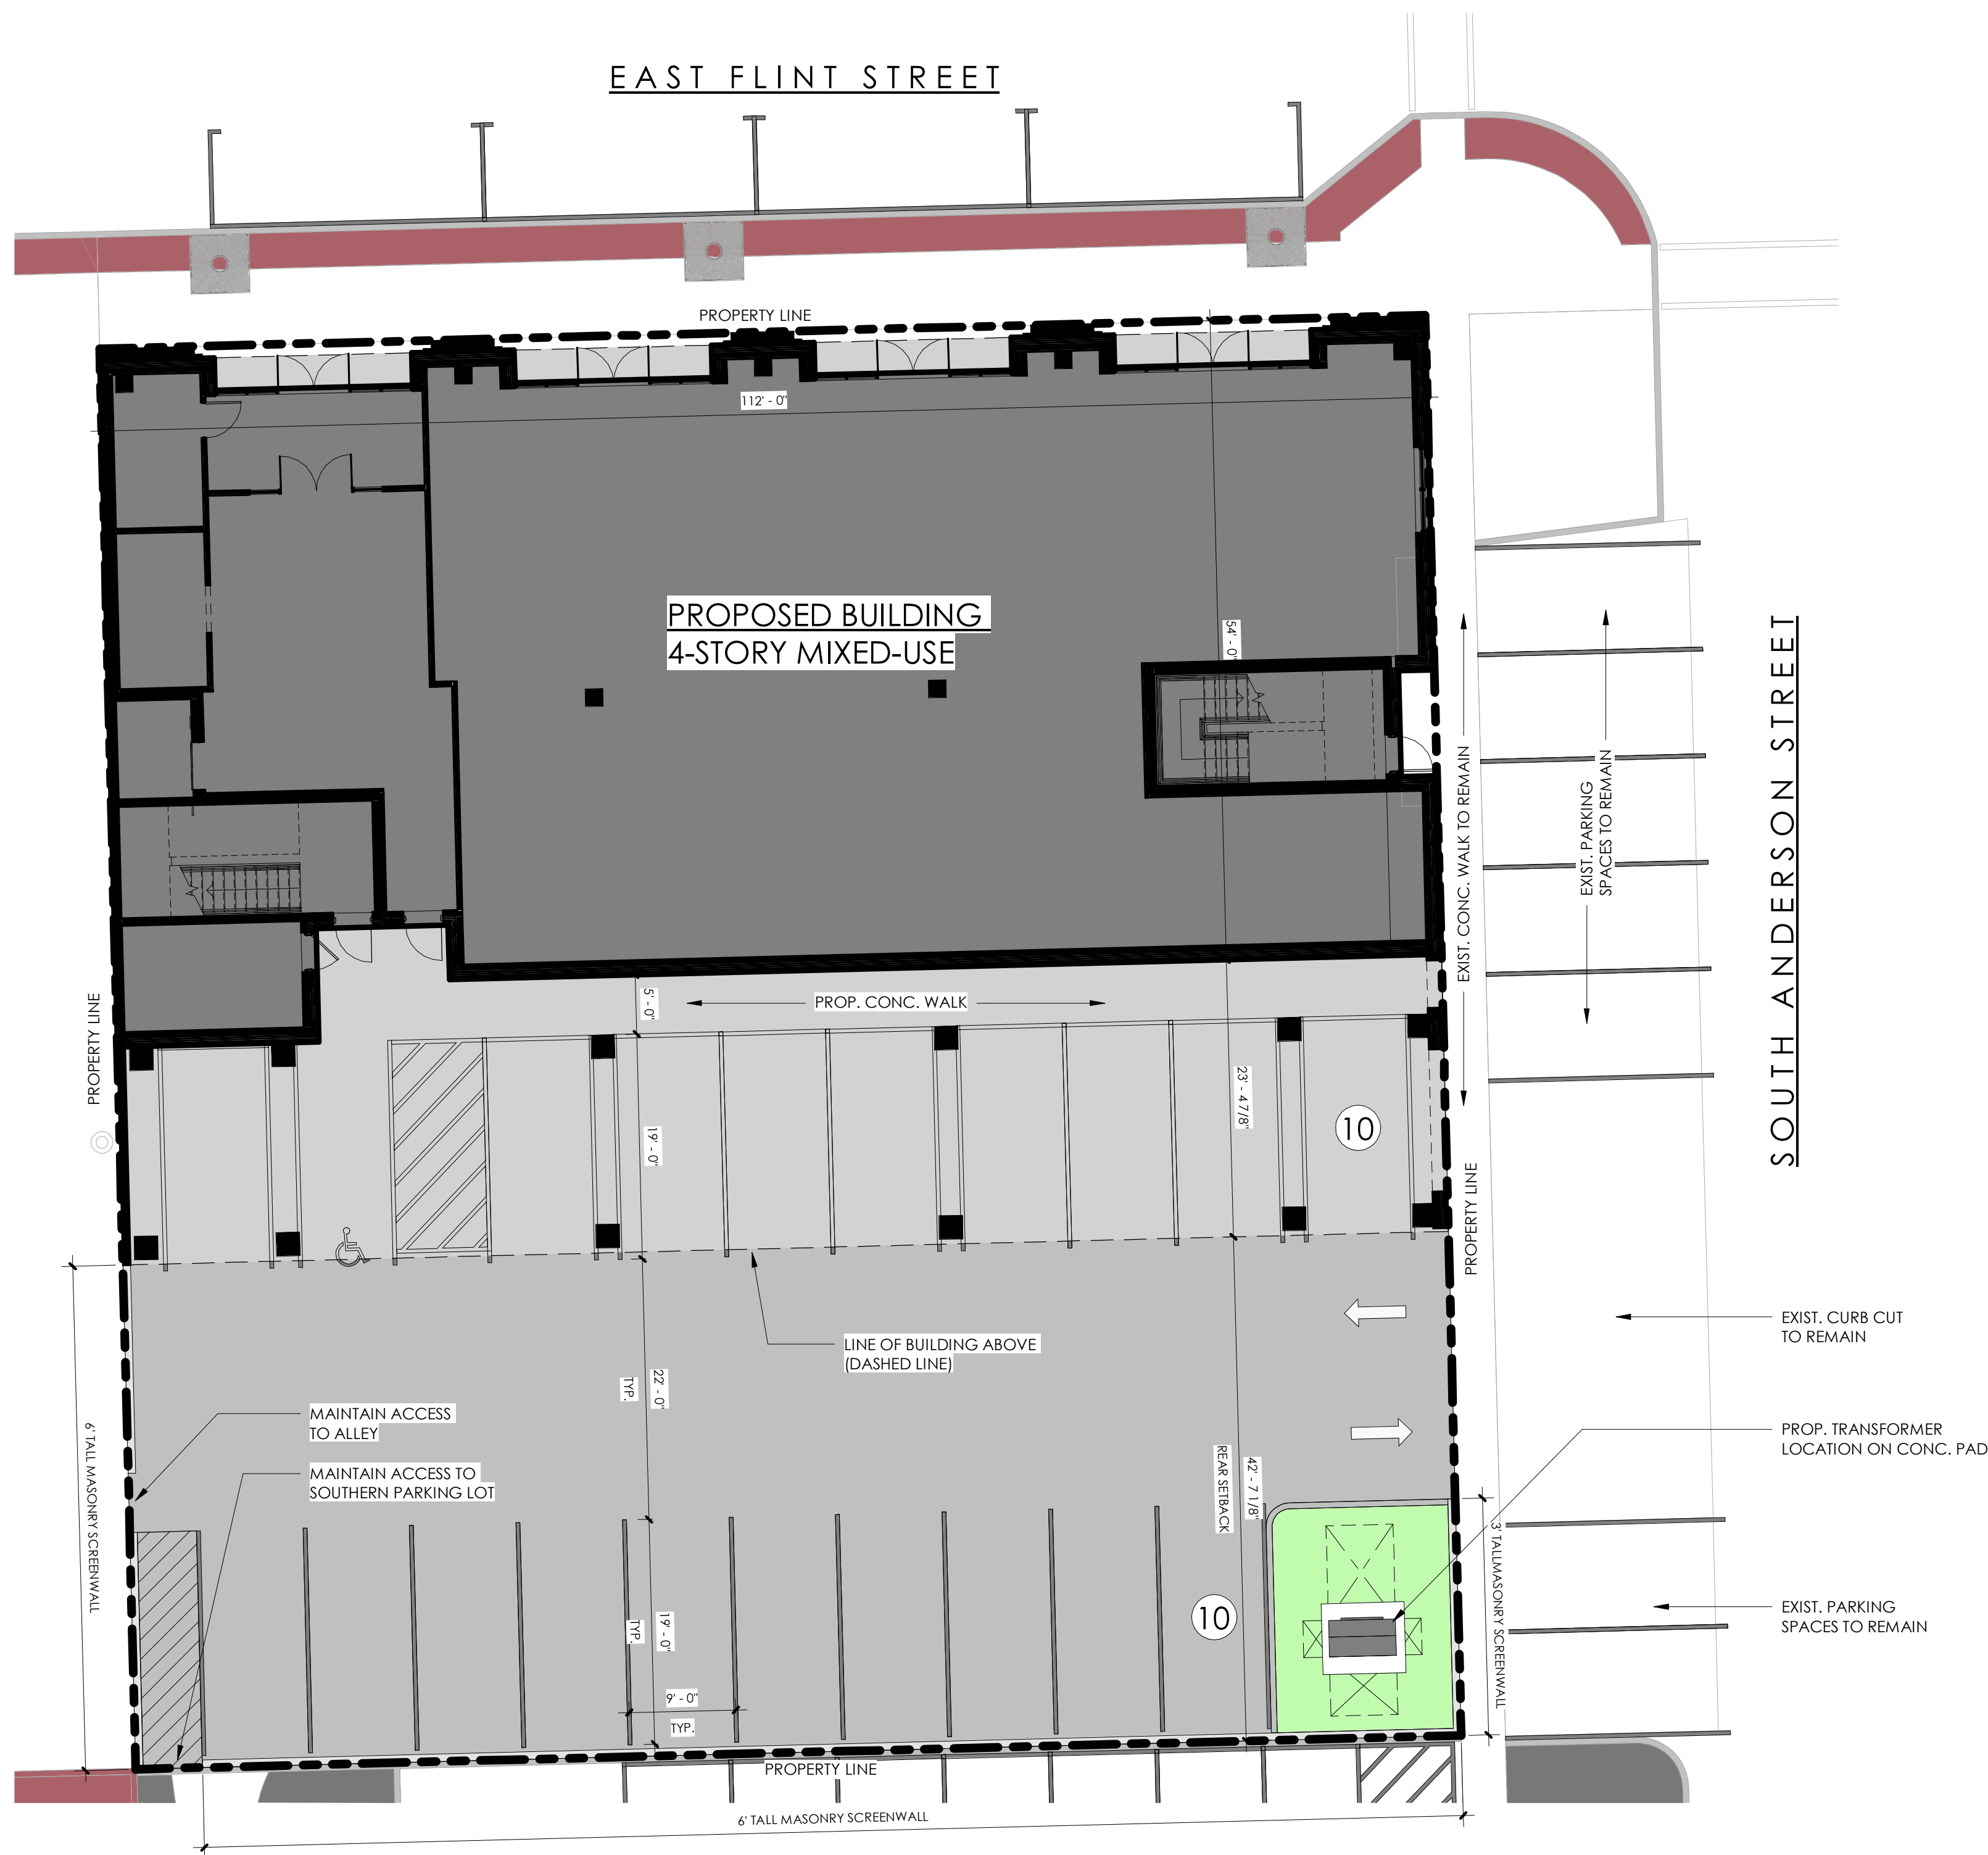 EAST FLINT STREET
PROPERTY LINE
112' - 0"
PROPOSED BUILDING
4-STORY MIXED-USE
54' - 0"
EXIST. CONC. WALK TO REMAIN
EXIST. PARKING
SPACES TO REMAIN
SOUTH ANDERSON STREET
PROPERTY LINE
5' - 0"
PROP. CONC. WALK
19' - 0"
23' - 4 7/8"
10
PROPERTY LINE
LINE OF BUILDING ABOVE
(DASHED LINE)
22' - 0"
TYP.
EXIST. CURB CUT
TO REMAIN
MAINTAIN ACCESS
TO ALLEY
MAINTAIN ACCESS TO
SOUTHERN PARKING LOT
6' TALL MASONRY SCREENWALL
42' - 7 1/8"
REAR SETBACK
PROP. TRANSFORMER
LOCATION ON CONC. PAD
3' TALLMASONRY SCREENWALL
19' - 0"
TYP.
10
EXIST. PARKING
SPACES TO REMAIN
9' - 0"
TYP.
PROPERTY LINE
6' TALL MASONRY SCREENWALL